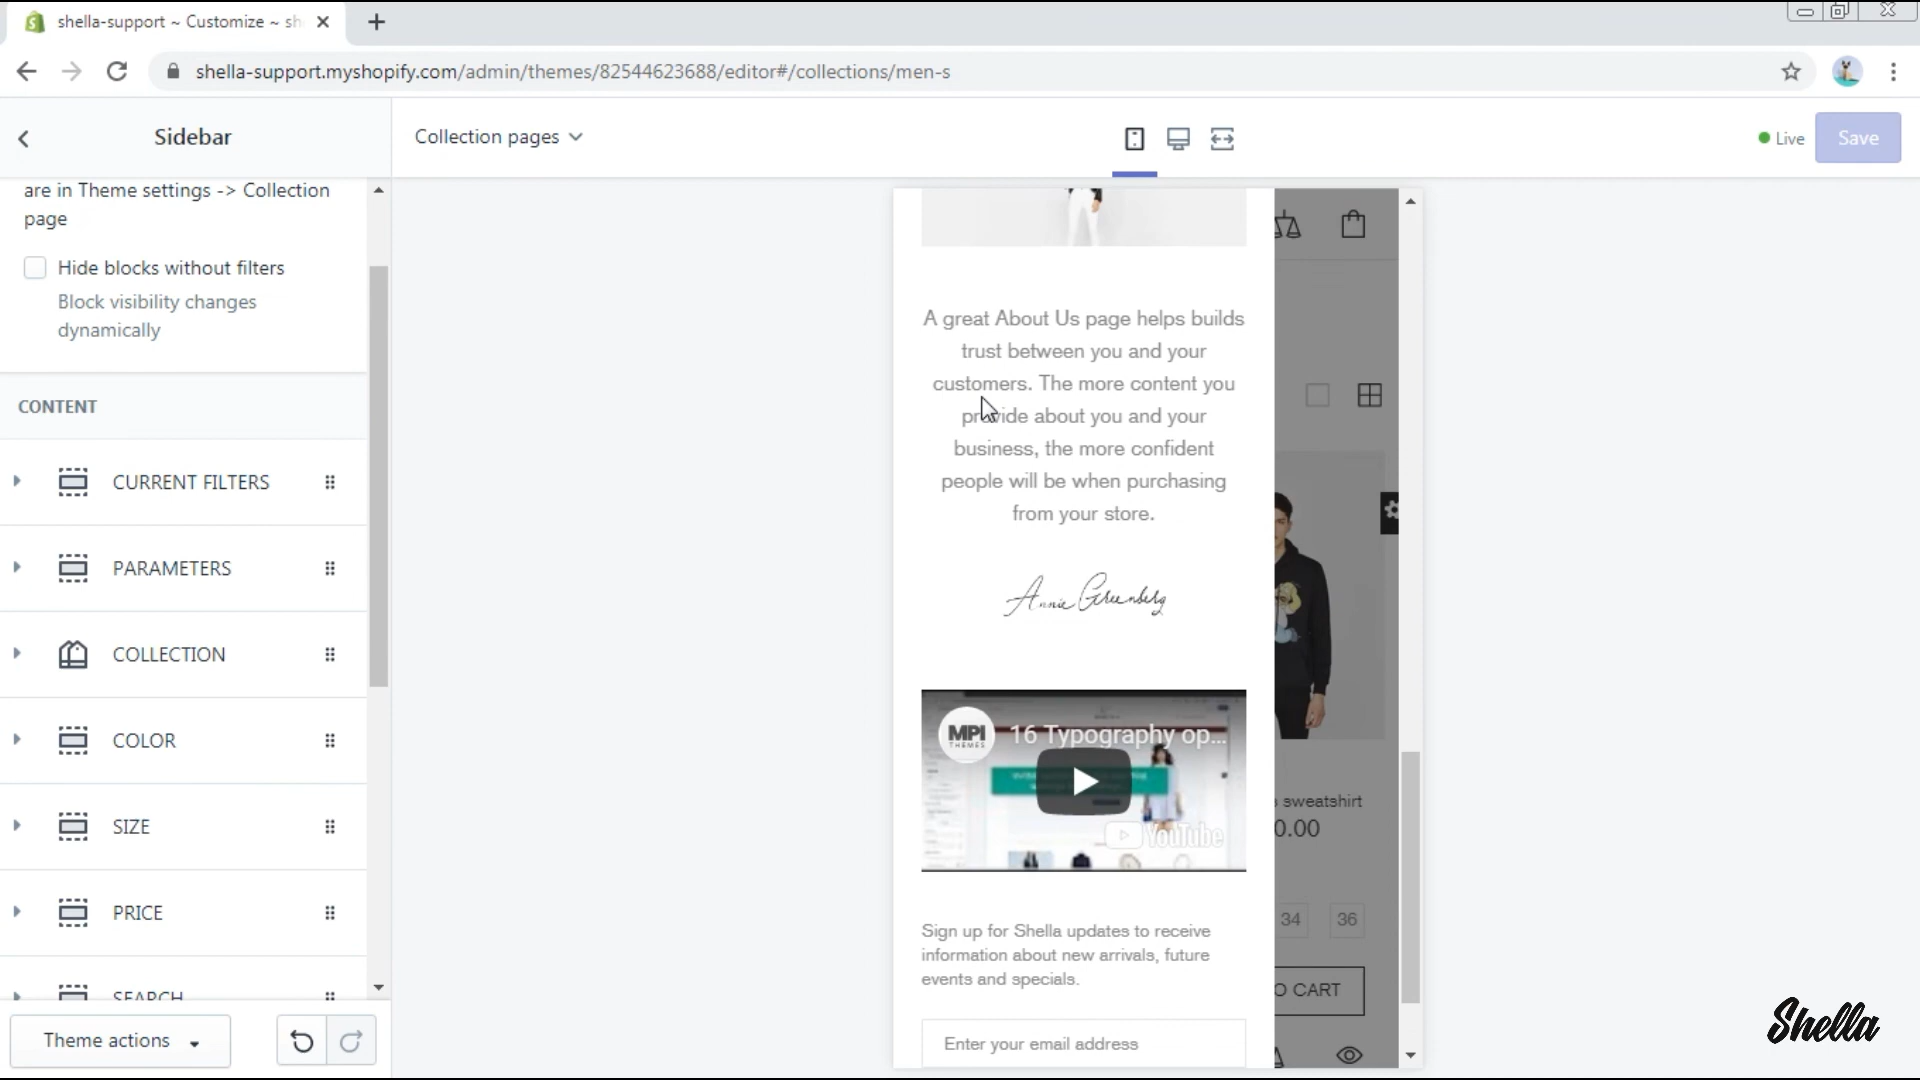 shella-support ~ Customize ~ sh
shella-support.myshopify.com/admin/themes/82544623688/editor#/collections/men-s
Sidebar
Collection pages
Live
Save
are in Theme settings -> Collection
page
Hide blocks without filters
Block visibility changes
dynamically
CONTENT
CURRENT FILTERS
PARAMETERS
COLLECTION
COLOR
SIZE
PRICE
SEARCH
Theme actions
A great About Us page helps builds
trust between you and your
customers. The more content you
provide about you and your
business, the more confident
people will be when purchasing
from your store.
Annie Greenberg
MPI
THEMES
16 Typography op...
YouTube
Sign up for Shella updates to receive
information about new arrivals, future
events and specials.
Enter your email address
s sweatshirt
0.00
34
36
O CART
Shella